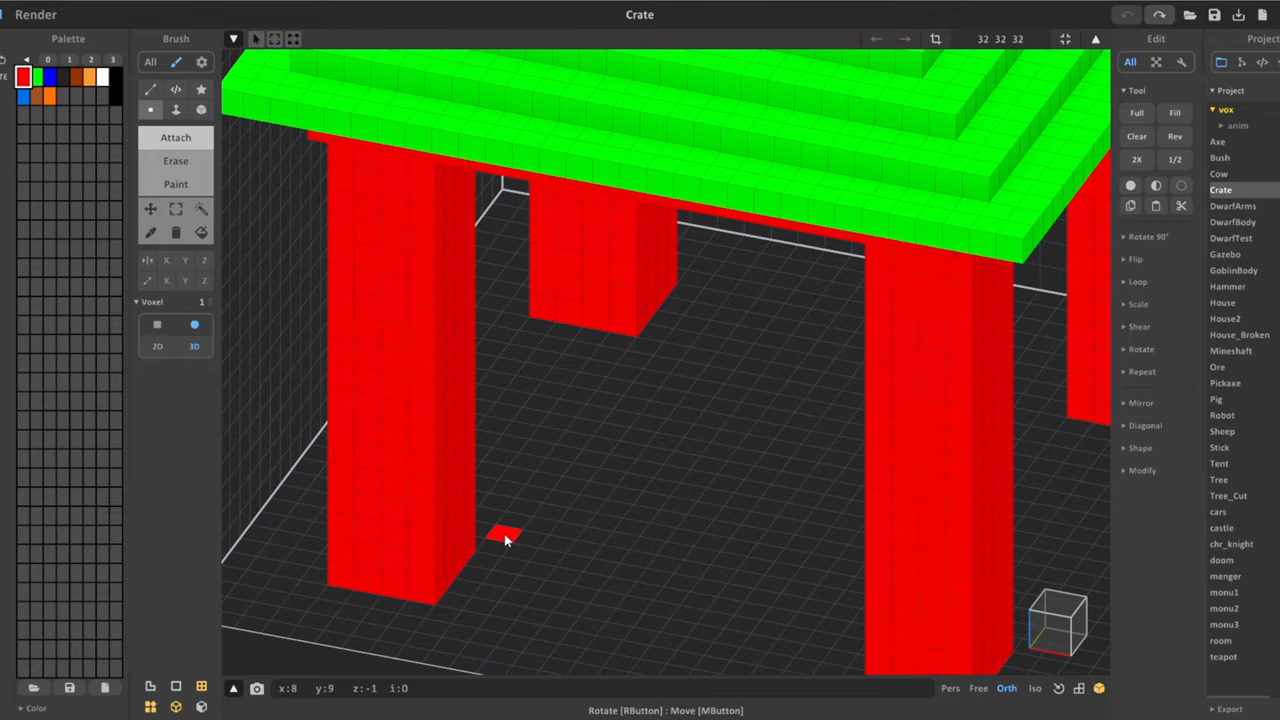 Render
Crate
Palette
Brush
32 32 32
Edit
Project
0 1 2 3
All
All
Tool
Project
Full Fill
vox
Attach
Clear Rev
anim
Erase
2X 1/2
Axe
Paint
Bush
Cow
Crate
DwarfArms
DwarfBody
Rotate 90°
DwarfTest
X Y Z
Flip
Gazebo
X Y Z
Loop
GoblinBody
Voxel 1
Scale
Hammer
House
Shear
House2
2D 3D
Rotate
House_Broken
Repeat
Mineshaft
Ore
Mirror
Pickaxe
Diagonal
Pig
Shape
Robot
Modify
Sheep
Stick
Tent
Tree
Tree_Cut
cars
castle
chr_knight
doom
menger
monu1
monu2
monu3
room
teapot
x:8 y:9 z:-1 i:0
Pers Free Orth Iso
Color
Rotate [RButton] : Move [MButton]
Export